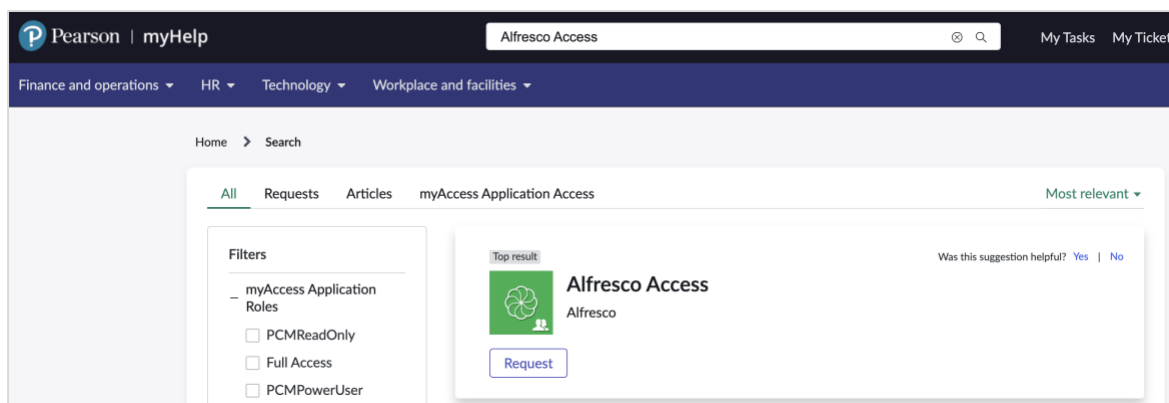 Pearson | myHelp
Alfresco Access
My Tasks My Ticket
Finance and operations HR Technology Workplace and facilities
Home > Search
All Requests Articles myAccess Application Access
Most relevant
Filters
myAccess Application
Roles
PCMReadOnly
Full Access
PCMPowerUser
Top result
Was this suggestion helpful? Yes | No
Alfresco Access
Alfresco
Request